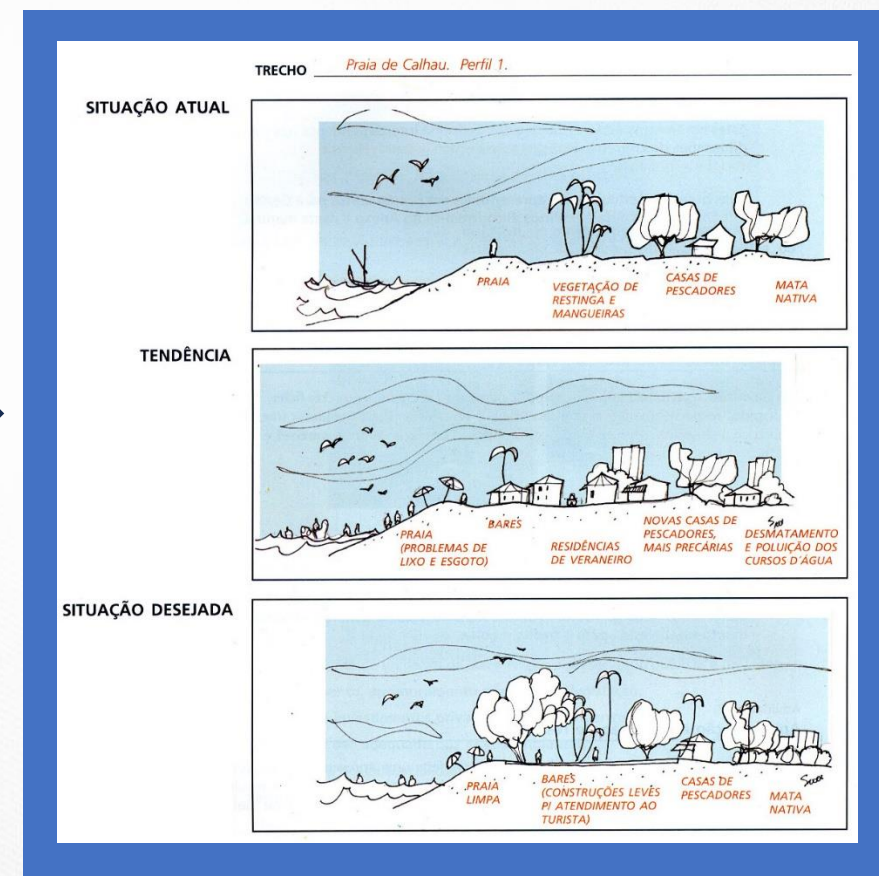 TRECHO Praia de Calhau. Perfil 1.
SITUAÇÃO ATUAL
PRAIA
VEGETAÇÃO DE
RESTINGA E
MANGUEIRAS
CASAS DE
PESCADORES
MATA
NATIVA
TENDÊNCIA
PRAIA
(PROBLEMAS DE
LIXO E ESGOTO)
BARES
RESIDÊNCIAS
DE VERANEIRO
NOVAS CASAS DE
PESCADORES,
MAIS PRECÁRIAS
DESMATAMENTO
E POLUIÇÃO DOS
CURSOS D'ÁGUA
SITUAÇÃO DESEJADA
PRAIA
LIMPA
BARES
(CONSTRUÇÕES LEVES
P/ ATENDIMENTO AO
TURISTA)
CASAS DE
PESCADORES
MATA
NATIVA